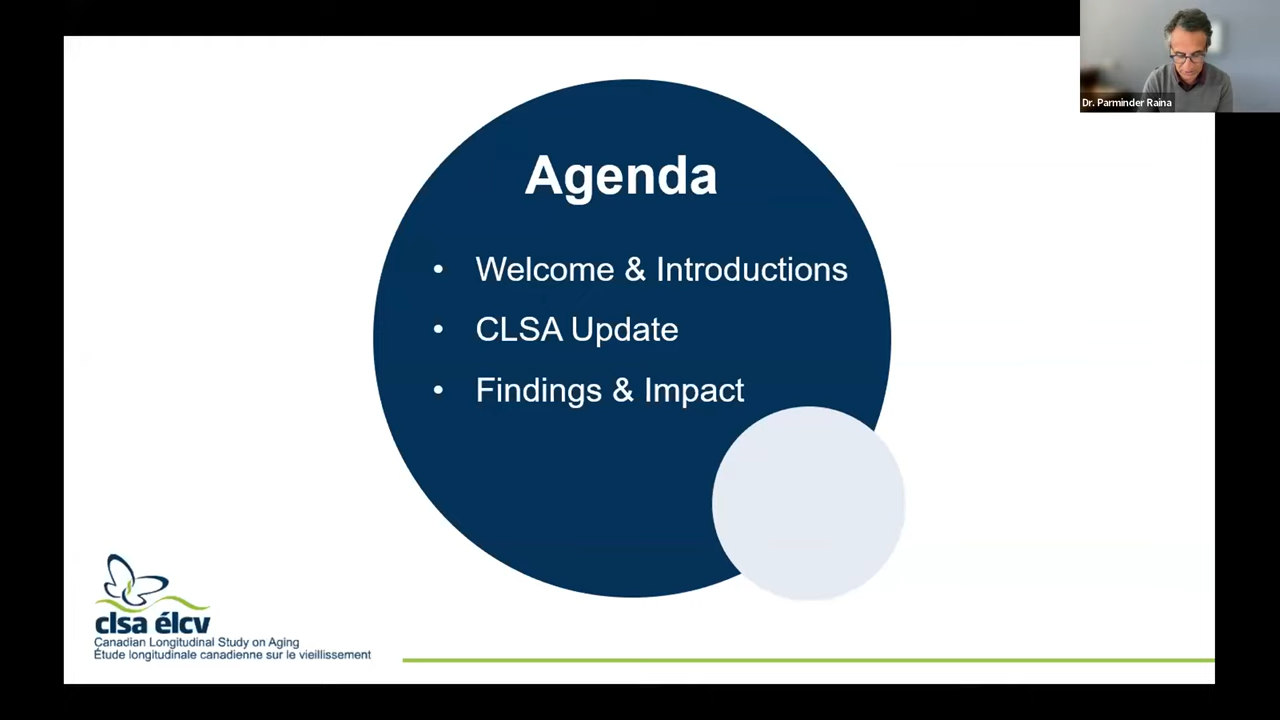 Agenda
• Welcome & Introductions
• CLSA Update
• Findings & Impact
clsa élcv
Canadian Longitudinal Study on Aging
Étude longitudinale canadienne sur le vieillissement
Dr. Parminder Raina